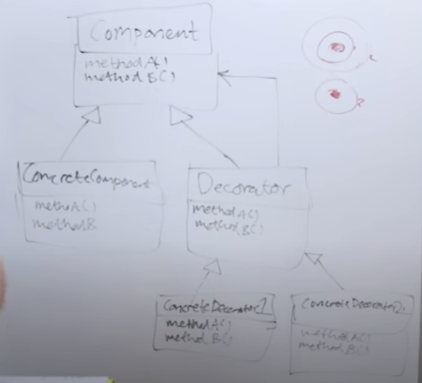 Component
methodA()
methodB()
ConcreteComponent
methodA()
methodB
Decorator
methodA()
methodB()
ConcreteDecorator1
methodA()
methodB()
ConcreteDecorator2
methodA()
methodB()